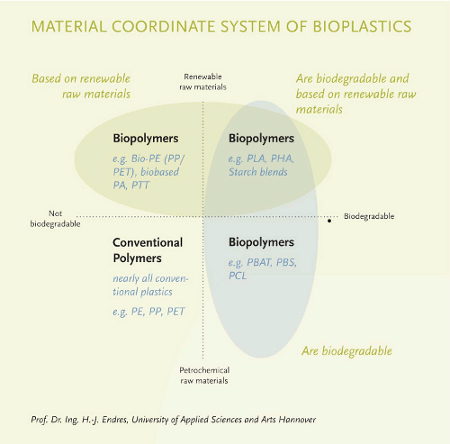 MATERIAL COORDINATE SYSTEM OF BIOPLASTICS
Based on renewable
raw materials
Renewable
raw materials
Are biodegradable and
based on renewable raw
materials
Biopolymers
e.g. Bio-PE (PP/
PET), biobased
PA, PTT
Biopolymers
e.g. PLA, PHA,
Starch blends
Not
biodegradable
Biodegradable
Conventional
Polymers
nearly all conven-
tional plastics
e.g. PE, PP, PET
Biopolymers
e.g. PBAT, PBS,
PCL
Are biodegradable
Petrochemical
raw materials
Prof. Dr. Ing. H.-J. Endres, University of Applied Sciences and Arts Hannover